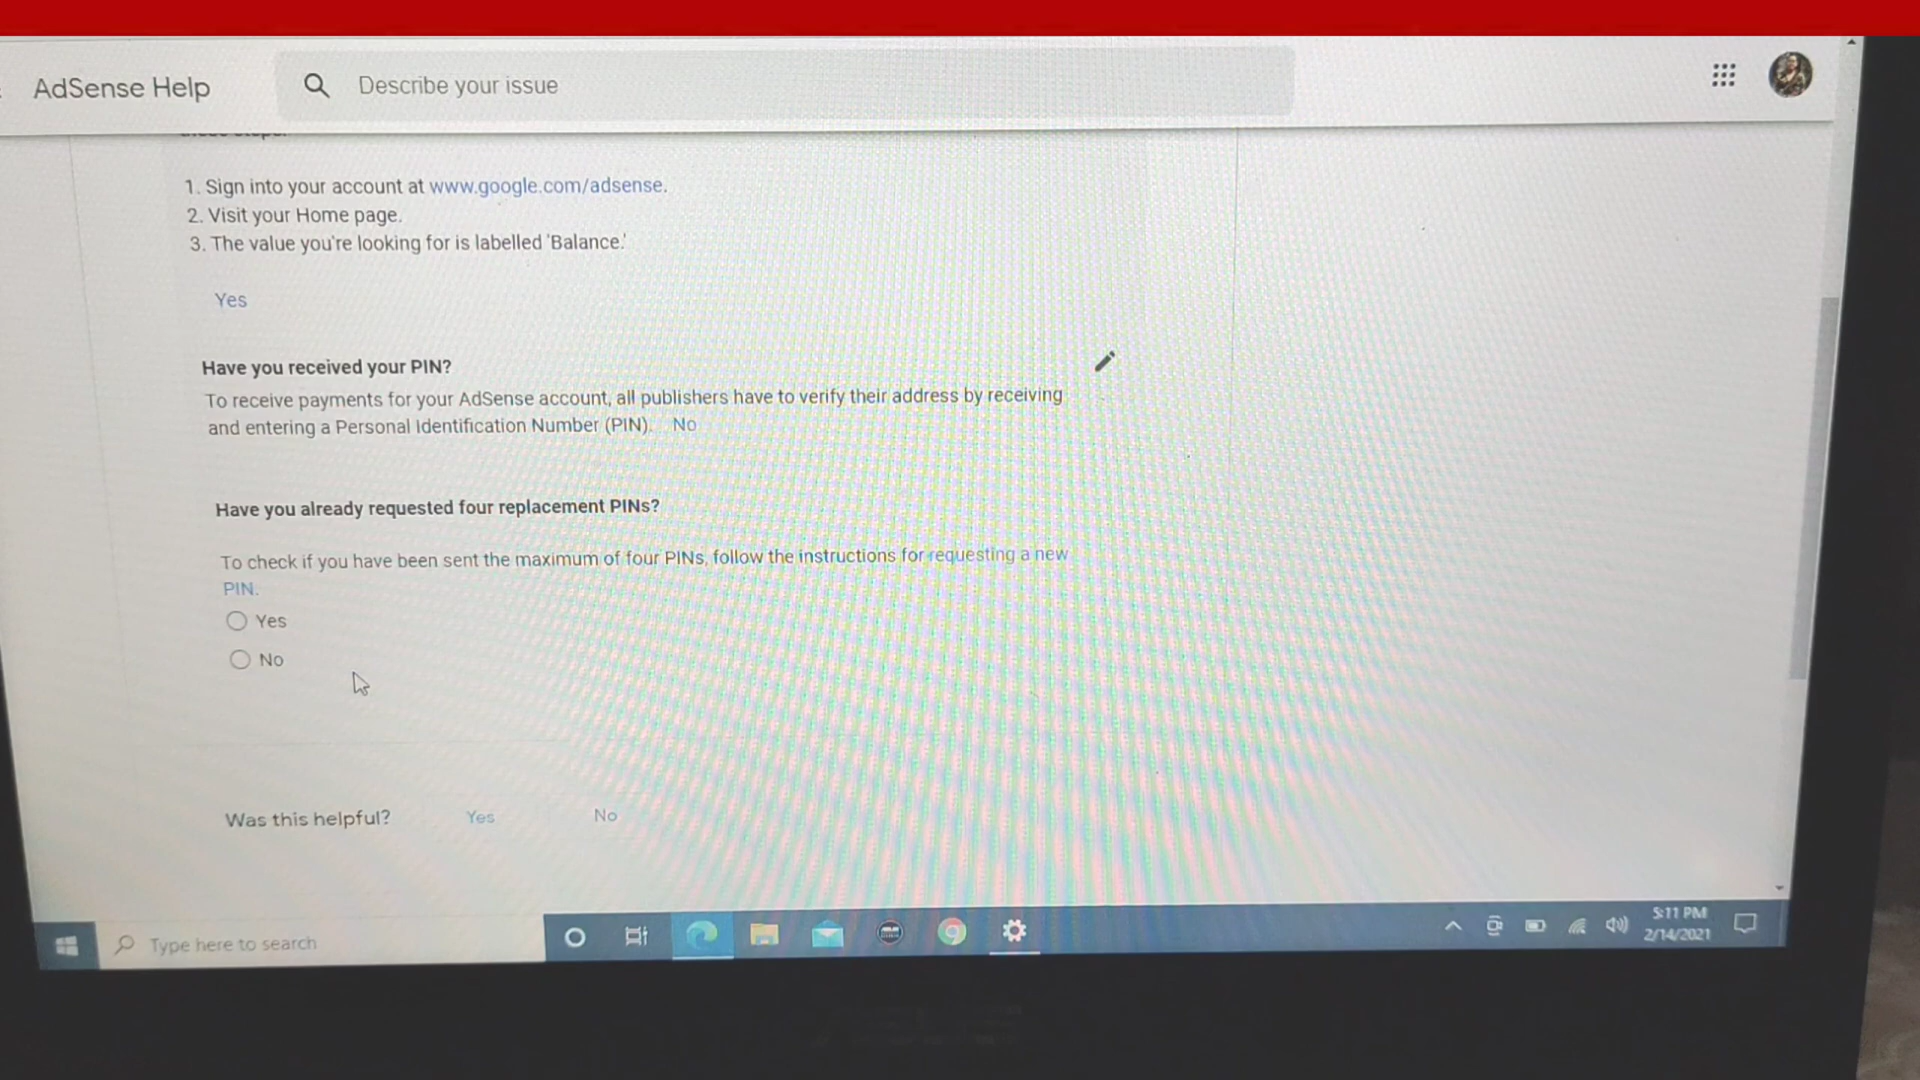 AdSense Help
Describe your issue
1. Sign into your account at www.google.com/adsense.
2. Visit your Home page.
3. The value you're looking for is labelled 'Balance.'
Yes
Have you received your PIN?
To receive payments for your AdSense account, all publishers have to verify their address by receiving
and entering a Personal Identification Number (PIN). No
Have you already requested four replacement PINs?
To check if you have been sent the maximum of four PINs, follow the instructions for requesting a new
PIN.
Yes
No
Was this helpful? Yes No
Type here to search
5:11 PM
2/14/2021